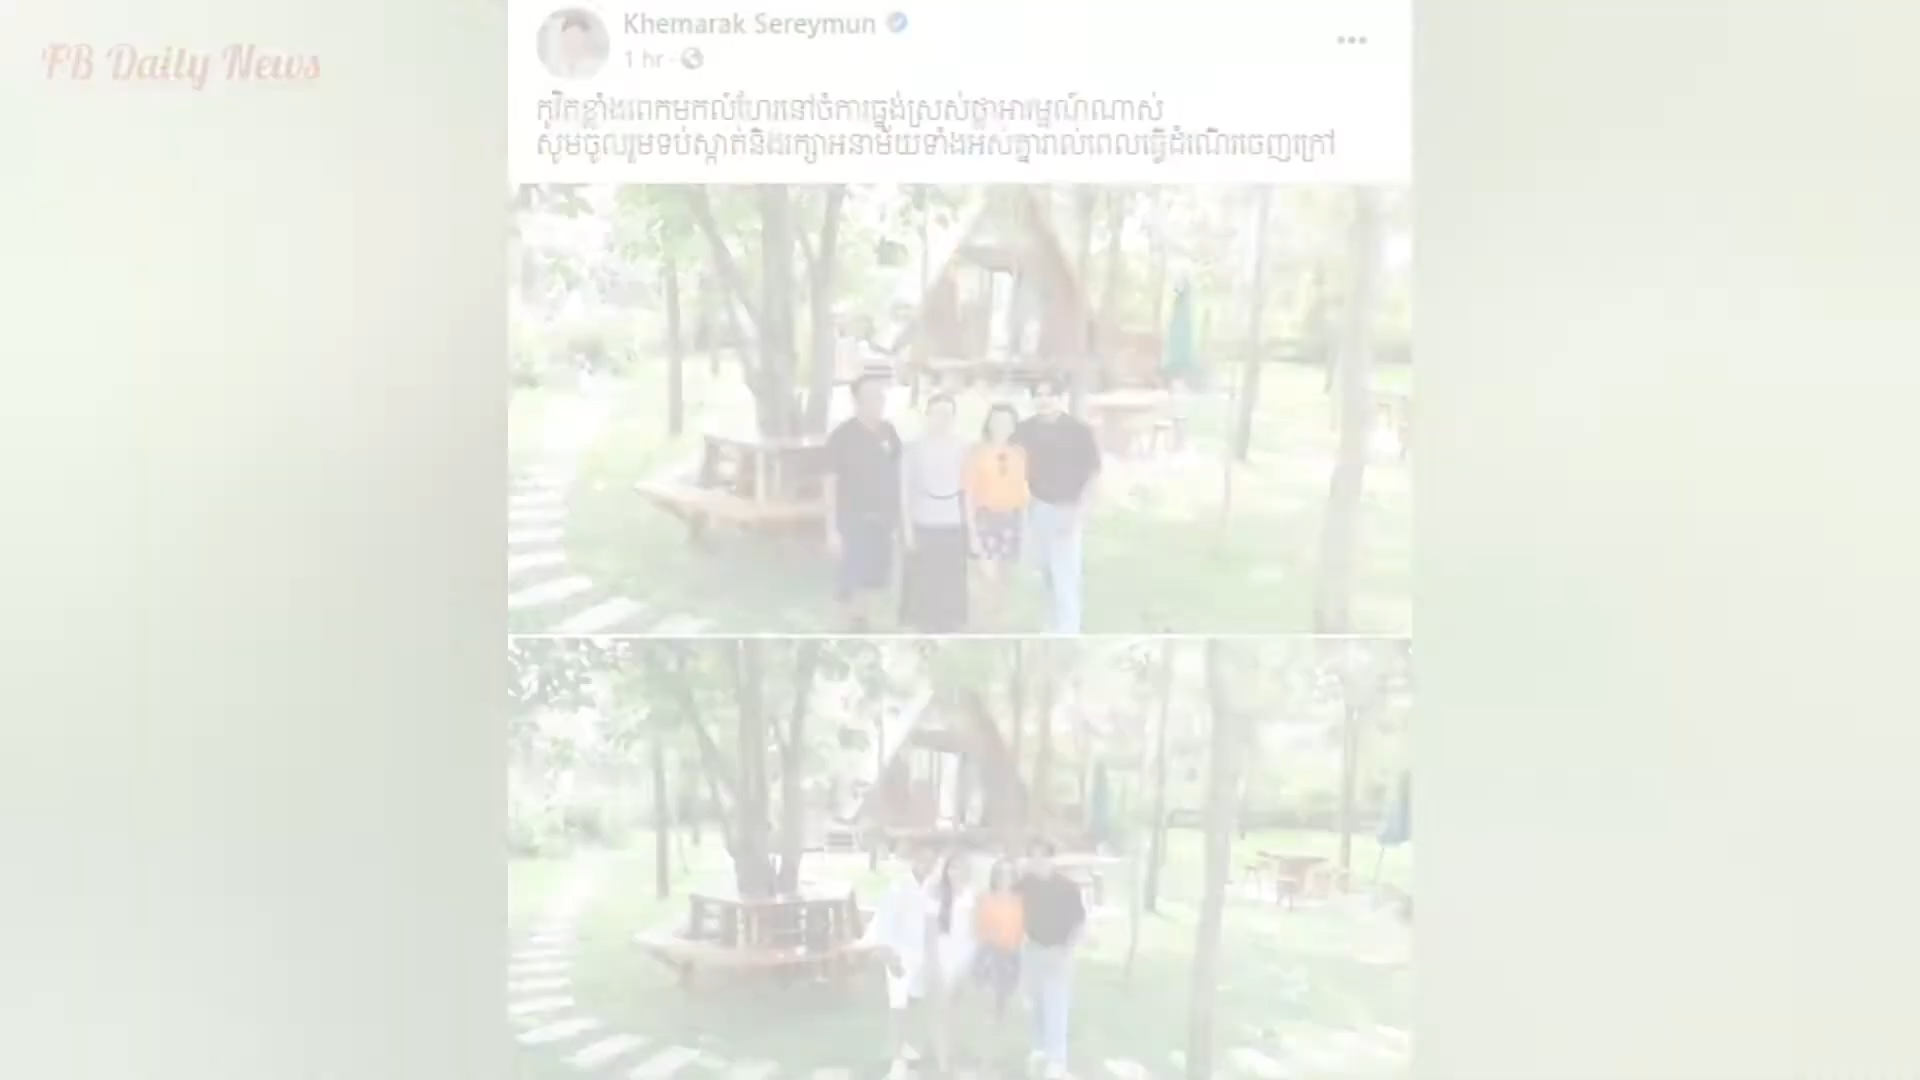 FB Daily News
Khemarak Sereymun
1 hr
កូវីតខ្លាំងពេកមកលំហែរនៅចំការធ្នង់ស្រស់ថ្លាអារម្មណ៍ណាស់
សូមចូលរួមទប់ស្កាត់និងរក្សាអនាម័យទាំងអស់គ្នារាល់ពេលធ្វើដំណើរចេញក្រៅ